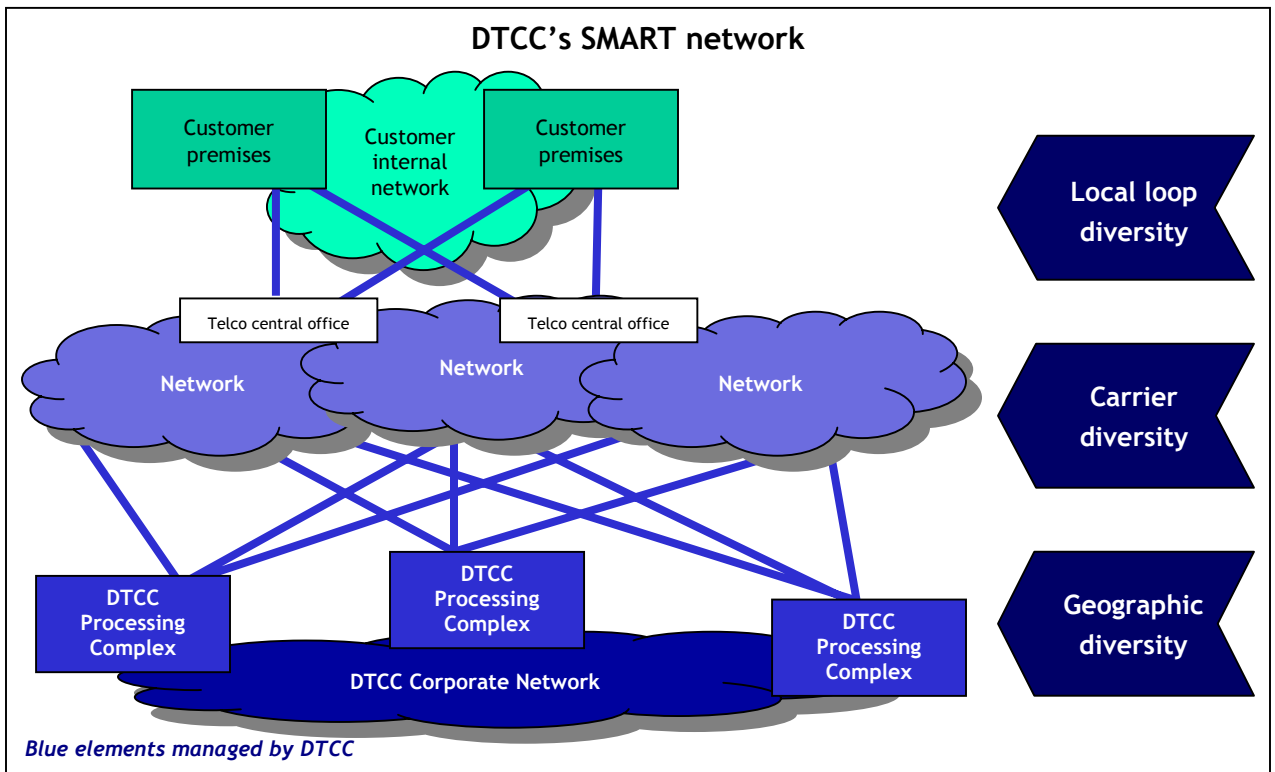 DTCC’s SMART network
Customer
premises
Customer
internal
network
Customer
premises
Local loop
diversity
Telco central office
Telco central office
Network
Network
Network
Carrier
diversity
DTCC
Processing
Complex
DTCC
Processing
Complex
DTCC
Processing
Complex
Geographic
diversity
DTCC Corporate Network
Blue elements managed by DTCC